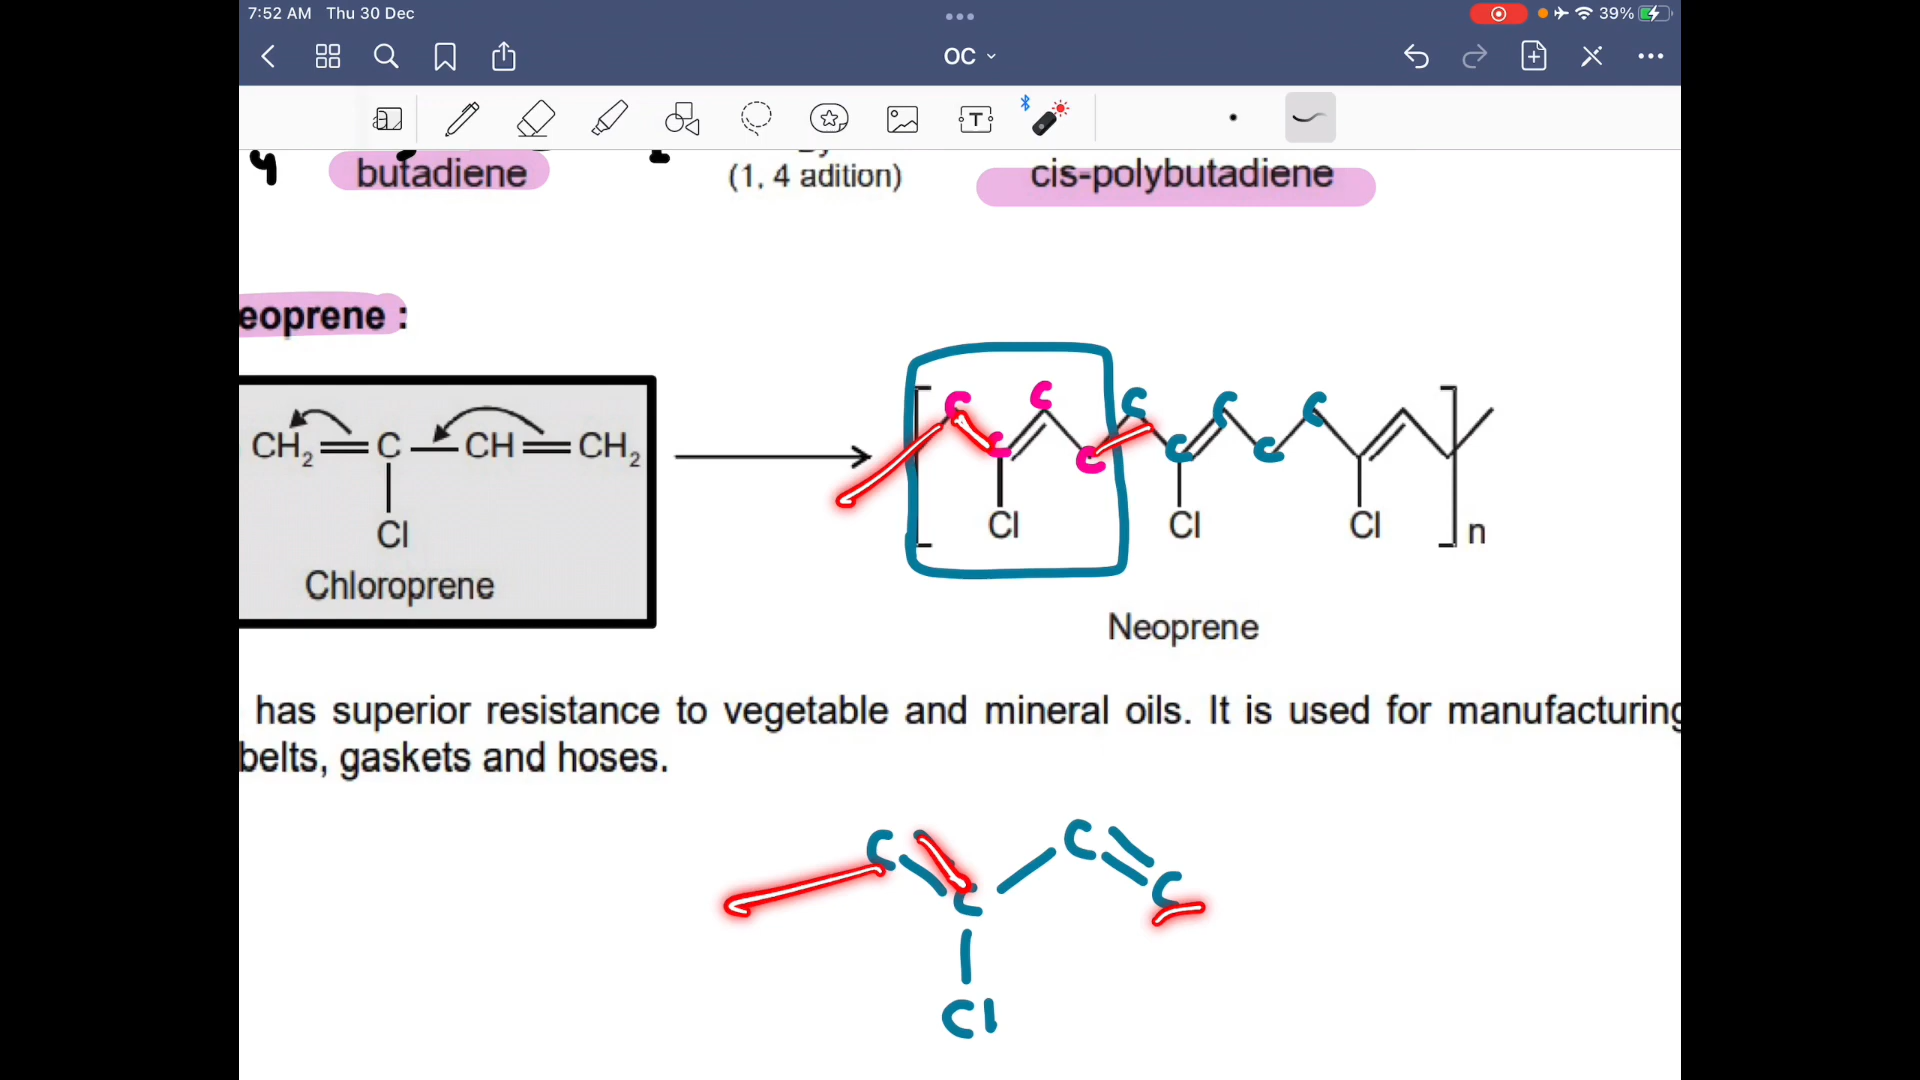 7:52 AM Thu 30 Dec
39%
OC
4
butadiene
(1, 4 adition)
cis-polybutadiene
eoprene :
CH2 = C — CH = CH2
Cl
Chloroprene
C C C C C C C C C
Cl Cl Cl n
Neoprene
has superior resistance to vegetable and mineral oils. It is used for manufacturing
belts, gaskets and hoses.
C C
C C
Cl